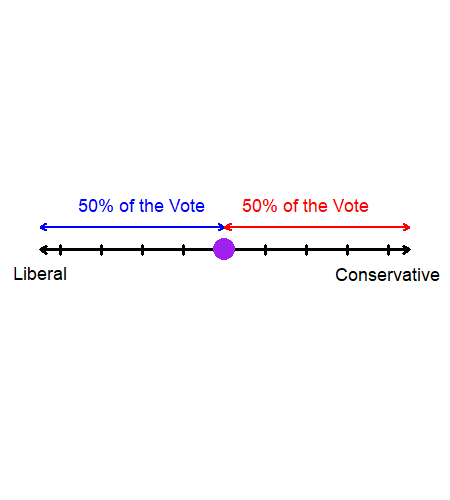 50% of the Vote 50% of the Vote
Liberal Conservative